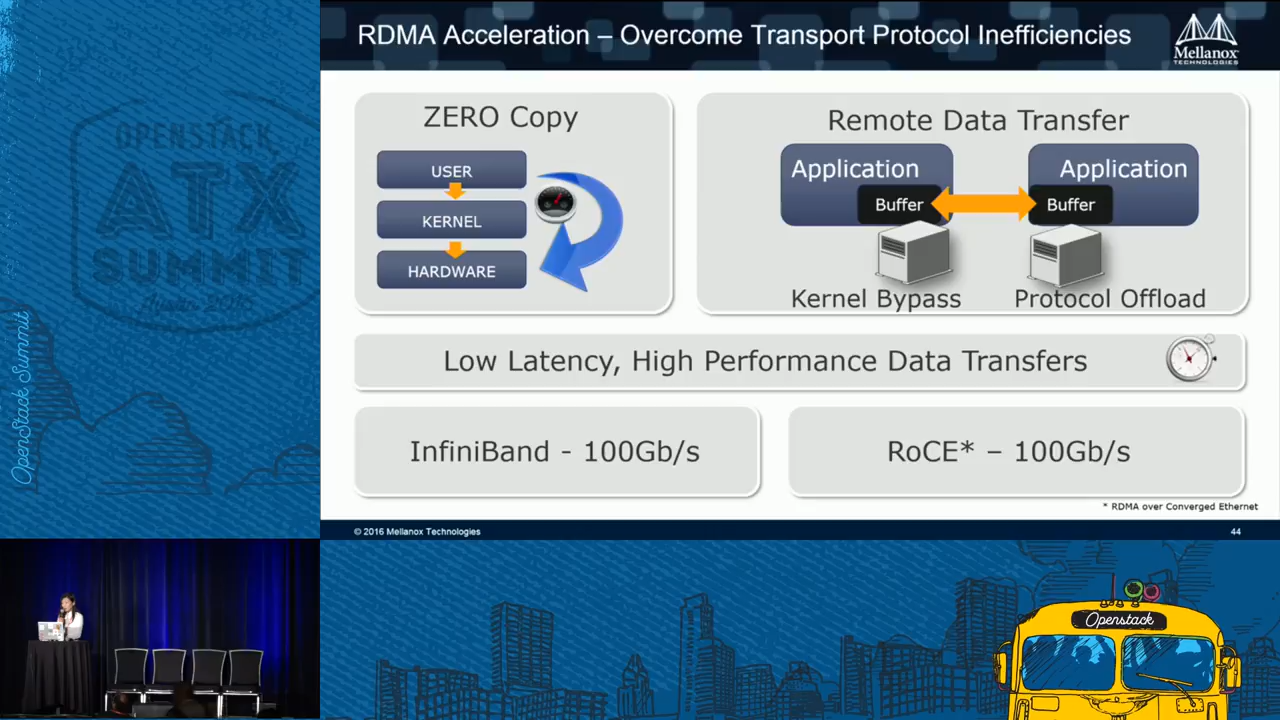 RDMA Acceleration – Overcome Transport Protocol Inefficiencies
Mellanox
TECHNOLOGIES
ZERO Copy
USER
KERNEL
HARDWARE
Remote Data Transfer
Application
Application
Buffer
Buffer
Kernel Bypass
Protocol Offload
Low Latency, High Performance Data Transfers
InfiniBand - 100Gb/s
RoCE* – 100Gb/s
* RDMA over Converged Ethernet
© 2016 Mellanox Technologies
44
OPENSTACK
ATX
SUMMIT
Austin 2016
OpenStack Summit
Openstack